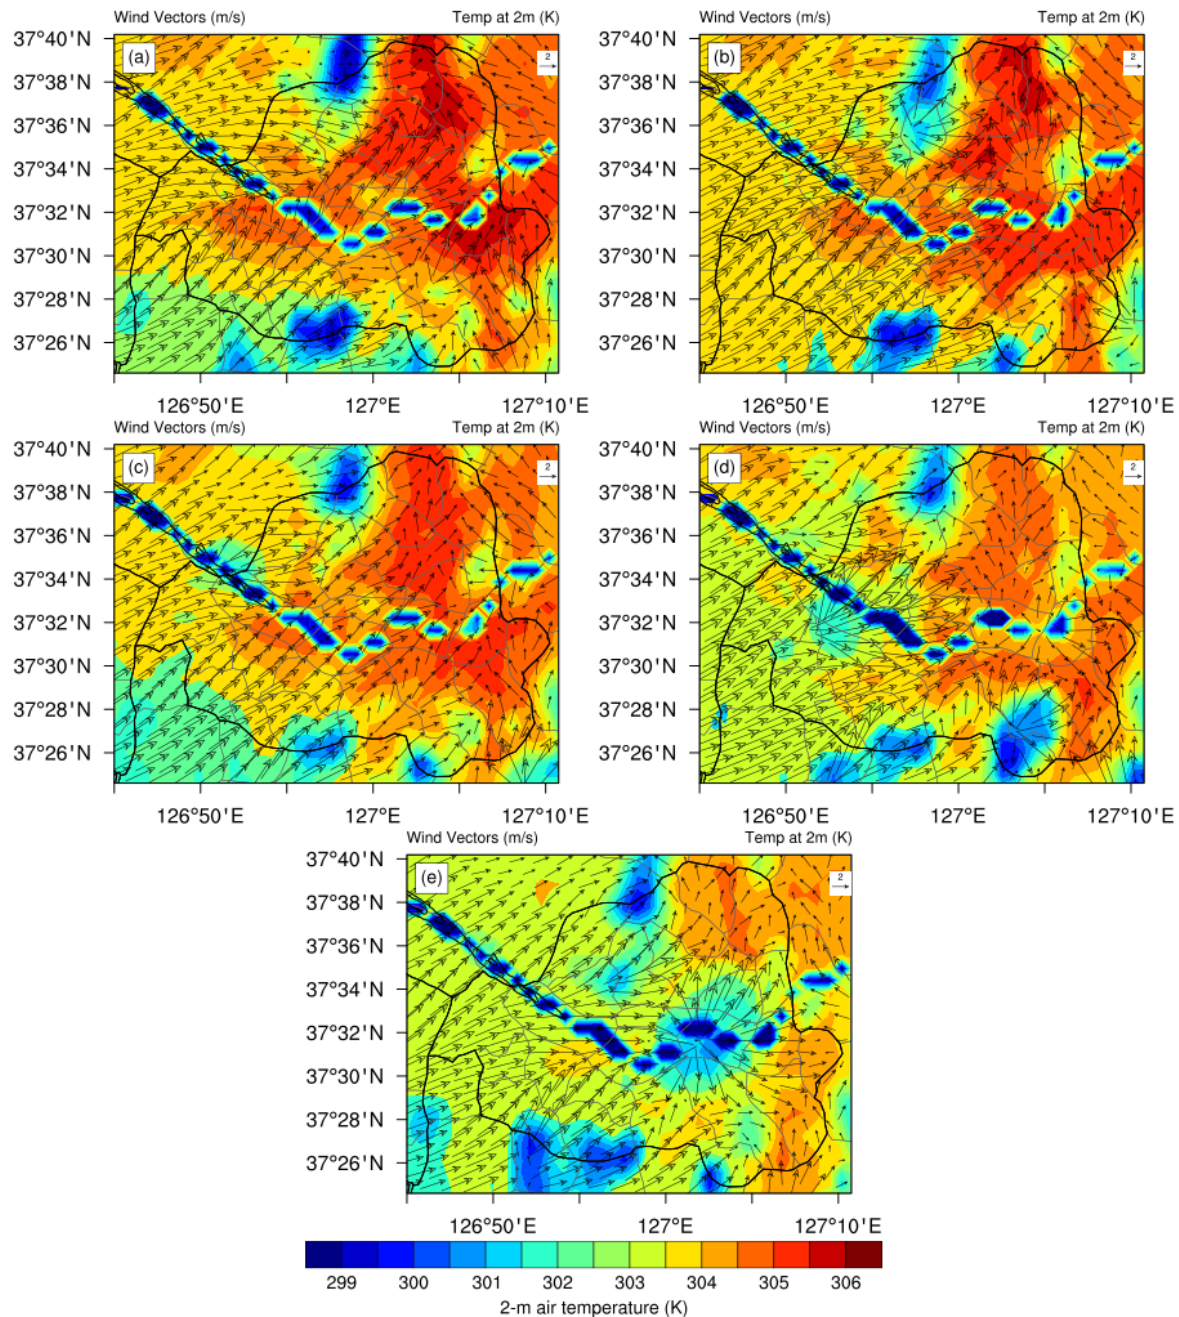 Wind Vectors (m/s) Temp at 2m (K) Wind Vectors (m/s) Temp at 2m (K)
37°40'N (a) 2 37°40'N (b) 2
37°38'N 37°38'N
37°36'N 37°36'N
37°34'N 37°34'N
37°32'N 37°32'N
37°30'N 37°30'N
37°28'N 37°28'N
37°26'N 37°26'N
126°50'E 127°E 127°10'E 126°50'E 127°E 127°10'E
Wind Vectors (m/s) Temp at 2m (K) Wind Vectors (m/s) Temp at 2m (K)
37°40'N (c) 2 37°40'N (d) 2
37°38'N 37°38'N
37°36'N 37°36'N
37°34'N 37°34'N
37°32'N 37°32'N
37°30'N 37°30'N
37°28'N 37°28'N
37°26'N 37°26'N
126°50'E 127°E 127°10'E 126°50'E 127°E 127°10'E
Wind Vectors (m/s) Temp at 2m (K)
37°40'N (e) 2
37°38'N
37°36'N
37°34'N
37°32'N
37°30'N
37°28'N
37°26'N
126°50'E 127°E 127°10'E
299 300 301 302 303 304 305 306
2-m air temperature (K)